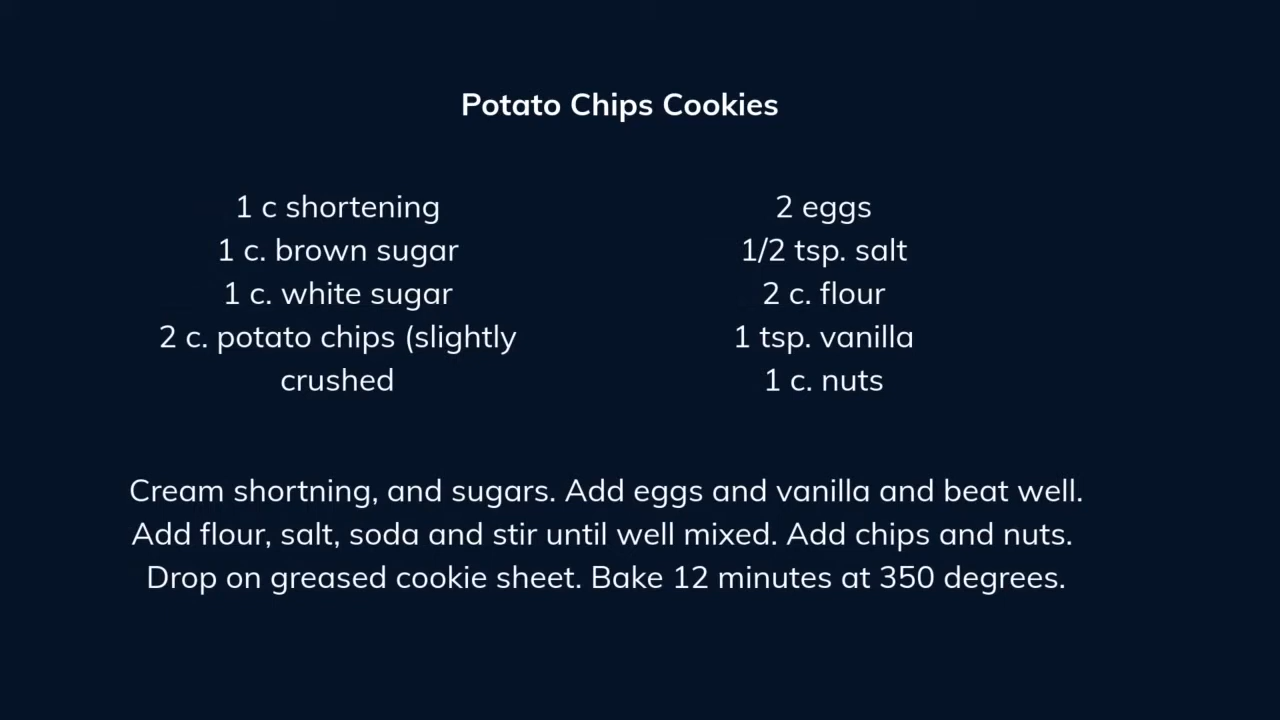 Potato Chips Cookies
1 c shortening
1 c. brown sugar
1 c. white sugar
2 c. potato chips (slightly
crushed
2 eggs
1/2 tsp. salt
2 c. flour
1 tsp. vanilla
1 c. nuts
Cream shortning, and sugars. Add eggs and vanilla and beat well.
Add flour, salt, soda and stir until well mixed. Add chips and nuts.
Drop on greased cookie sheet. Bake 12 minutes at 350 degrees.